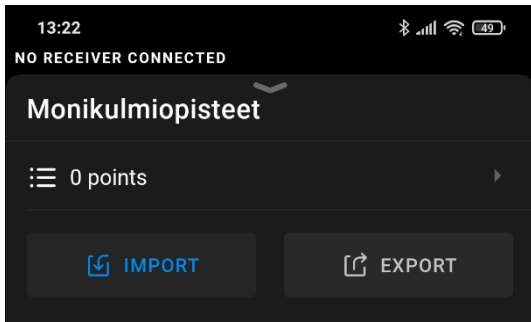 13:22 49
NO RECEIVER CONNECTED
Monikulmiopisteet
0 points
IMPORT EXPORT